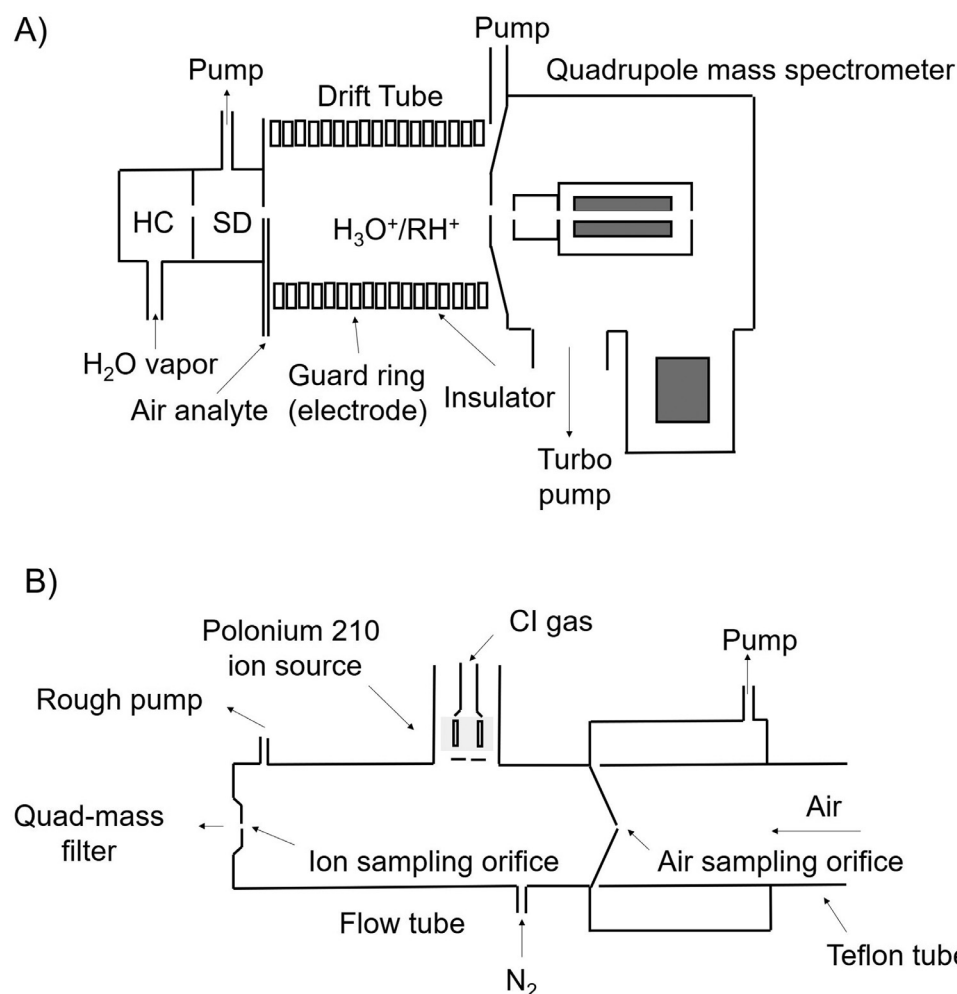 A)
Pump
Pump
Quadrupole mass spectrometer
Drift Tube
HC
SD
H₃O⁺/RH⁺
H₂O vapor
Air analyte
Guard ring
(electrode)
Insulator
Turbo
pump
B)
Polonium 210
ion source
CI gas
Pump
Rough pump
Quad-mass
filter
Air
Ion sampling orifice
Air sampling orifice
Flow tube
Teflon tube
N₂